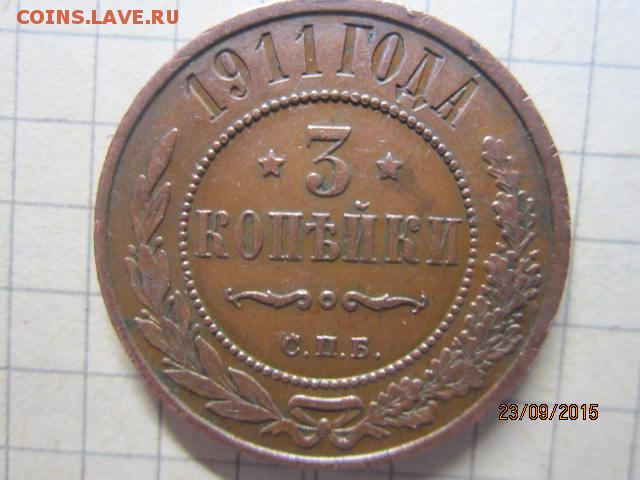 COINS.LAVE.RU
1911 ГОДА
3
КОПѢЙКИ
С.П.Б.
23/09/2015